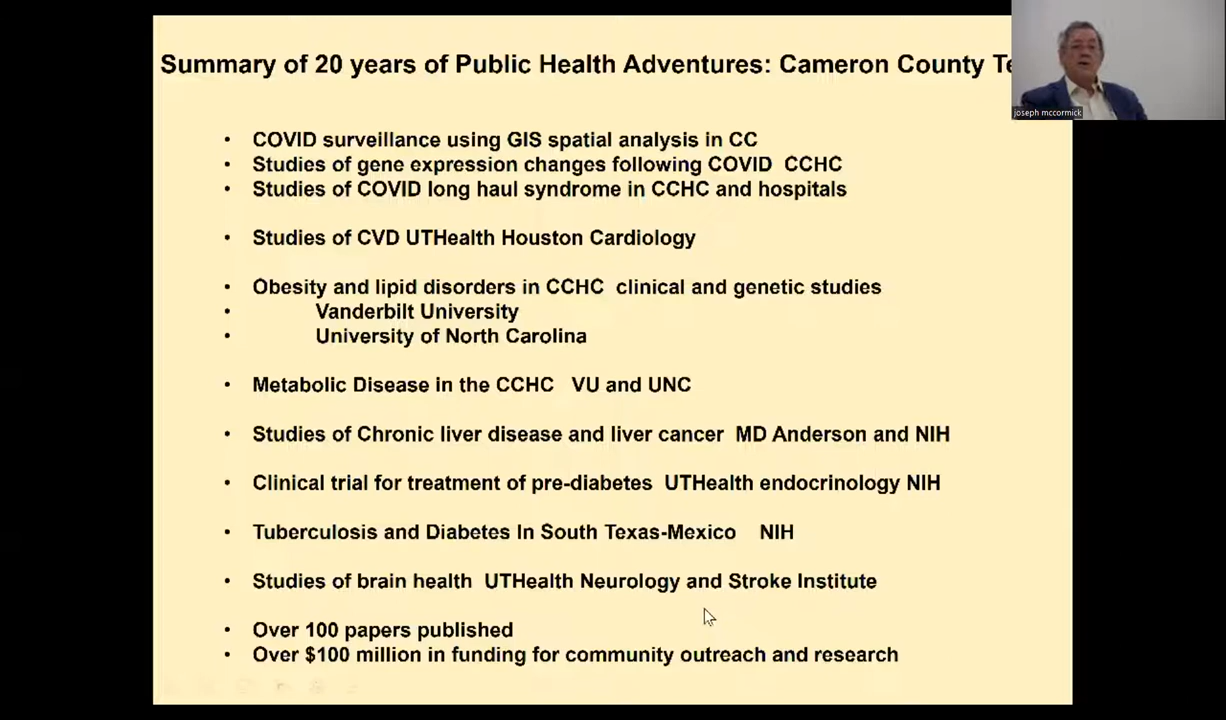 Summary of 20 years of Public Health Adventures: Cameron County
joseph mccormick
• COVID surveillance using GIS spatial analysis in CC
• Studies of gene expression changes following COVID CCHC
• Studies of COVID long haul syndrome in CCHC and hospitals
• Studies of CVD UTHealth Houston Cardiology
• Obesity and lipid disorders in CCHC clinical and genetic studies
• Vanderbilt University
• University of North Carolina
• Metabolic Disease in the CCHC VU and UNC
• Studies of Chronic liver disease and liver cancer MD Anderson and NIH
• Clinical trial for treatment of pre-diabetes UTHealth endocrinology NIH
• Tuberculosis and Diabetes In South Texas-Mexico NIH
• Studies of brain health UTHealth Neurology and Stroke Institute
• Over 100 papers published
• Over $100 million in funding for community outreach and research